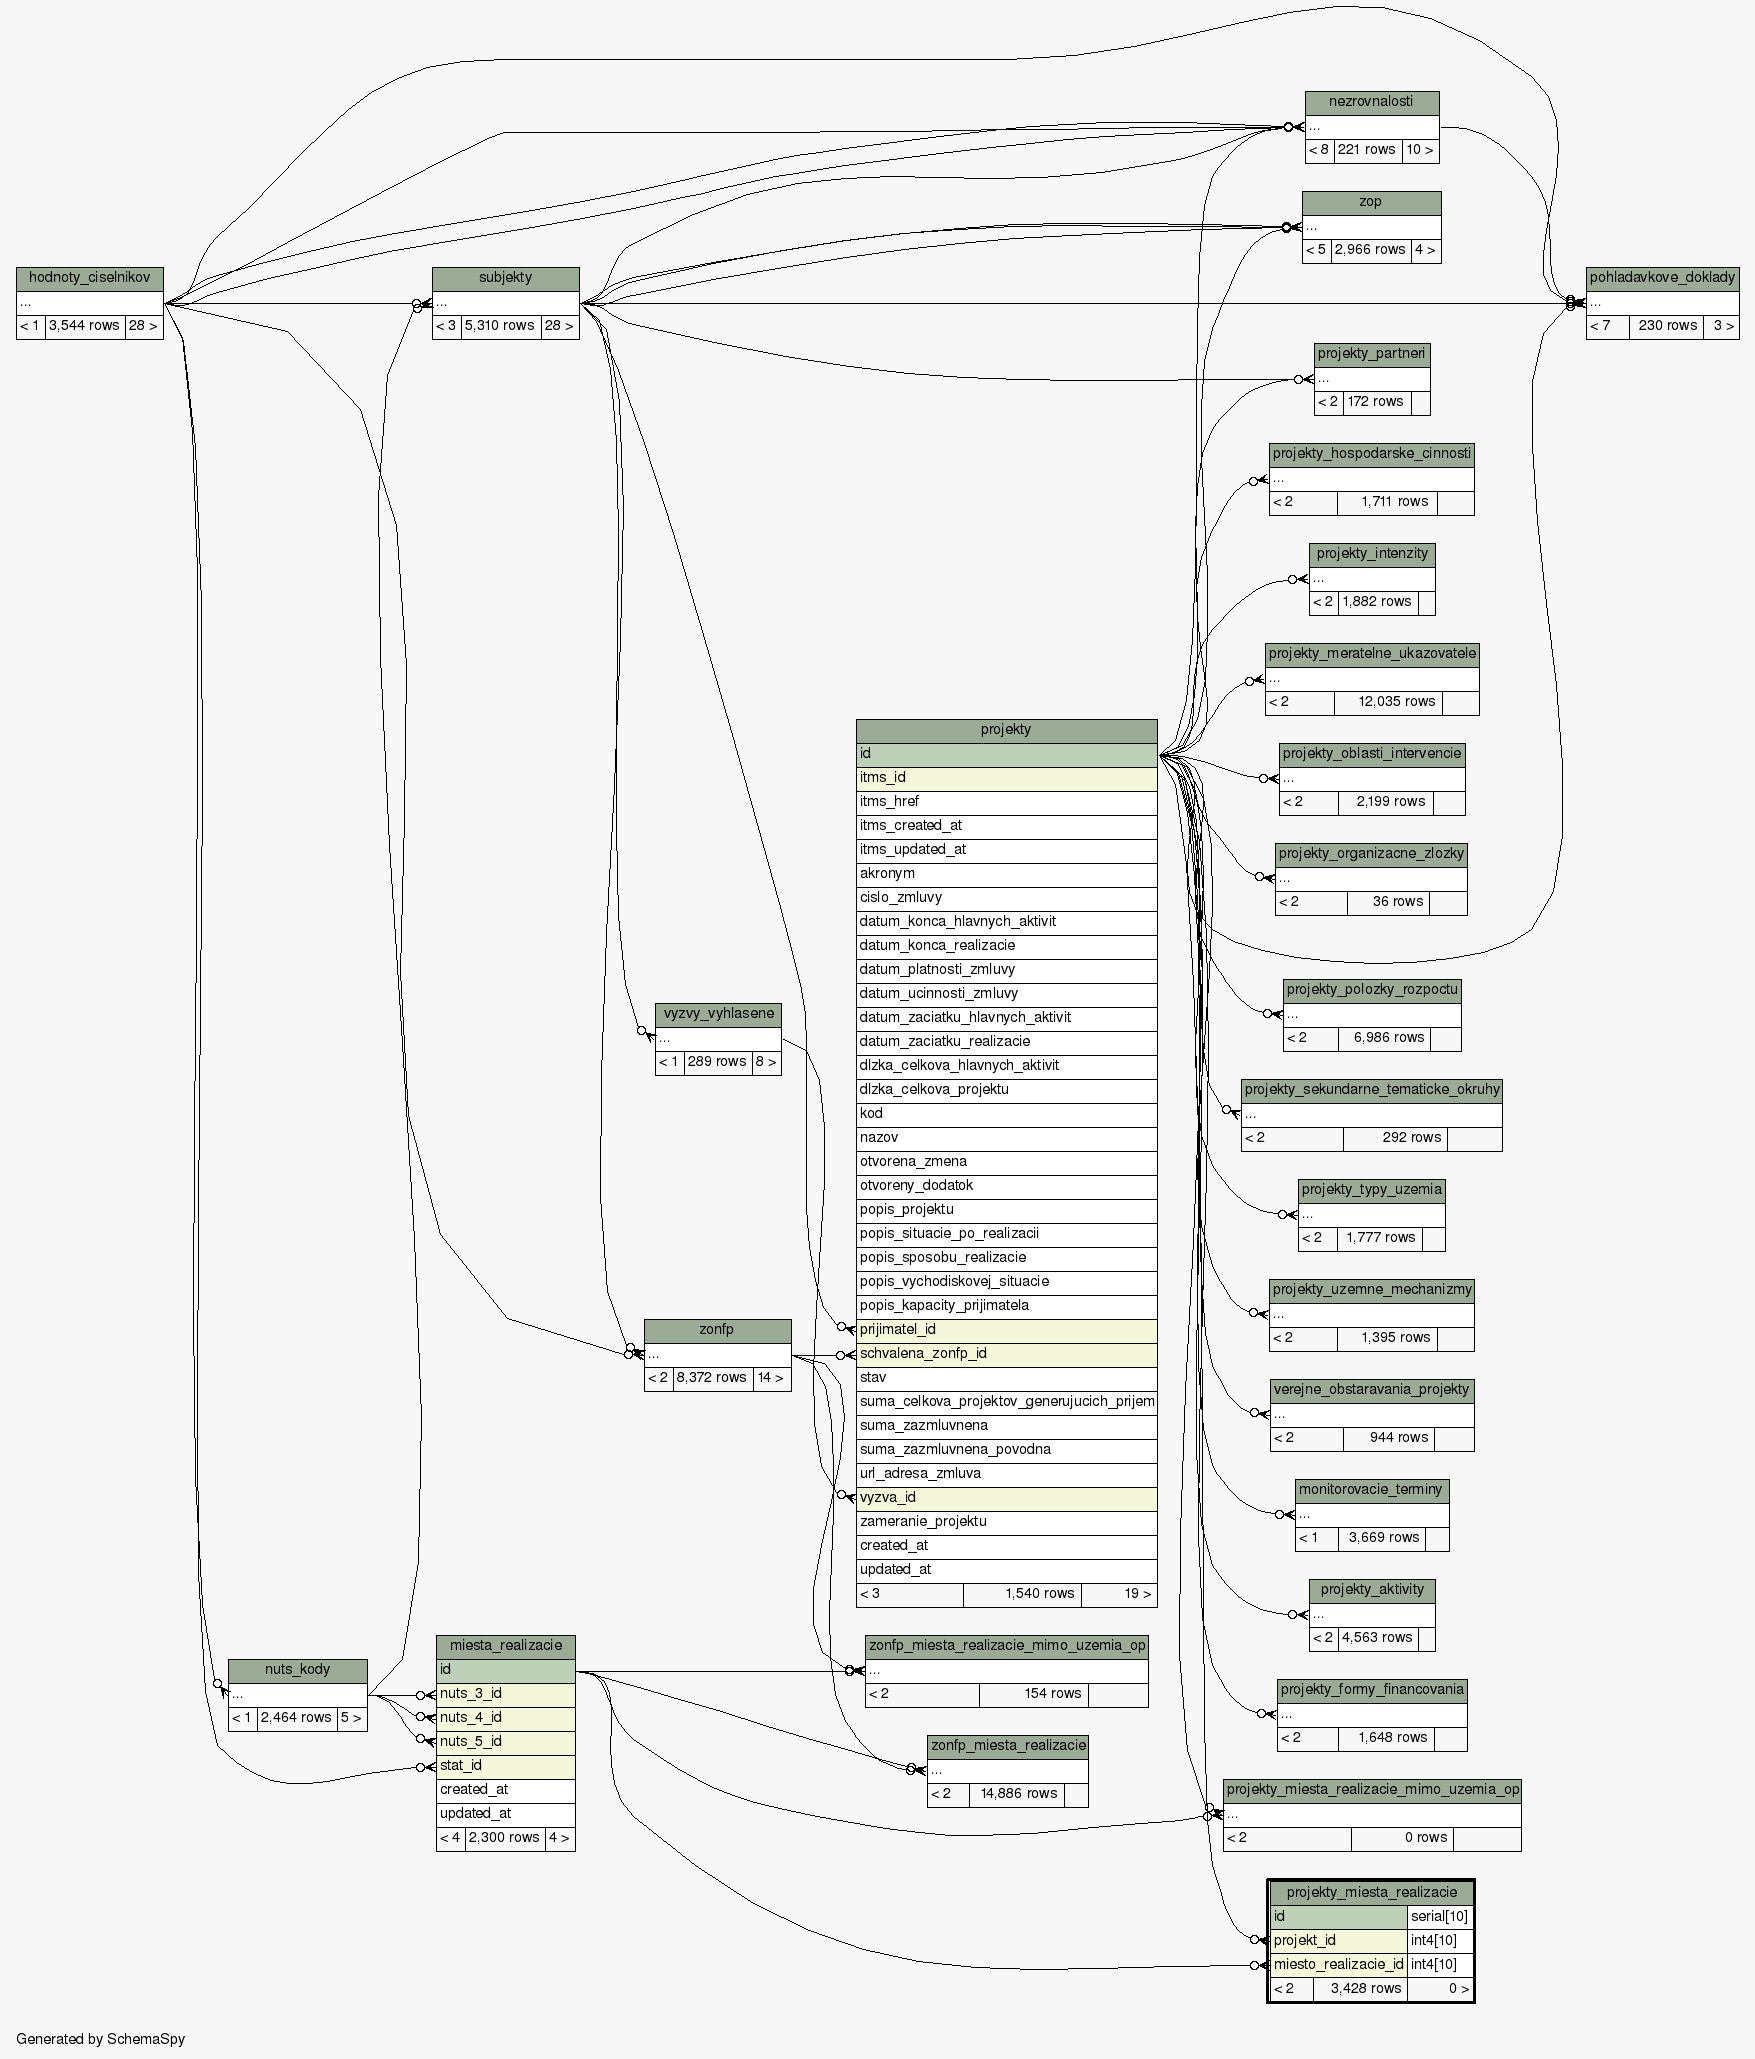 nezrovnalosti
...
< 8 221 rows 10 >
zop
...
< 5 2,966 rows 4 >
hodnoty_ciselnikov
...
< 1 3,544 rows 28 >
subjekty
...
< 3 5,310 rows 28 >
pohladavkove_doklady
...
< 7 230 rows 3 >
projekty_partneri
...
< 2 172 rows
projekty_hospodarske_cinnosti
...
< 2 1,711 rows
projekty_intenzity
...
< 2 1,882 rows
projekty_meratelne_ukazovatele
...
< 2 12,035 rows
projekty_oblasti_intervencie
...
< 2 2,199 rows
projekty_organizacne_zlozky
...
< 2 36 rows
projekty_polozky_rozpoctu
...
< 2 6,986 rows
projekty_sekundarne_tematicke_okruhy
...
< 2 292 rows
projekty_typy_uzemia
...
< 2 1,777 rows
projekty_uzemne_mechanizmy
...
< 2 1,395 rows
verejne_obstaravania_projekty
...
< 2 944 rows
monitorovacie_terminy
...
< 1 3,669 rows
projekty_aktivity
...
< 2 4,563 rows
projekty_formy_financovania
...
< 2 1,648 rows
projekty_miesta_realizacie_mimo_uzemia_op
...
< 2 0 rows
projekty_miesta_realizacie
id serial[10]
projekt_id int4[10]
miesto_realizacie_id int4[10]
< 2 3,428 rows 0 >
projekty
id
itms_id
itms_href
itms_created_at
itms_updated_at
akronym
cislo_zmluvy
datum_konca_hlavnych_aktivit
datum_konca_realizacie
datum_platnosti_zmluvy
datum_ucinnosti_zmluvy
datum_zaciatku_hlavnych_aktivit
datum_zaciatku_realizacie
dlzka_celkova_hlavnych_aktivit
dlzka_celkova_projektu
kod
nazov
otvorena_zmena
otvoreny_dodatok
popis_projektu
popis_situacie_po_realizacii
popis_sposobu_realizacie
popis_vychodiskovej_situacie
popis_kapacity_prijimatela
prijimatel_id
schvalena_zonfp_id
stav
suma_celkova_projektov_generujucich_prijem
suma_zazmluvnena
suma_zazmluvnena_povodna
url_adresa_zmluva
vyzva_id
zameranie_projektu
created_at
updated_at
< 3 1,540 rows 19 >
vyzvy_vyhlasene
...
< 1 289 rows 8 >
zonfp
...
< 2 8,372 rows 14 >
zonfp_miesta_realizacie_mimo_uzemia_op
...
< 2 154 rows
zonfp_miesta_realizacie
...
< 2 14,886 rows
nuts_kody
...
< 1 2,464 rows 5 >
miesta_realizacie
id
nuts_3_id
nuts_4_id
nuts_5_id
stat_id
created_at
updated_at
< 4 2,300 rows 4 >
Generated by SchemaSpy